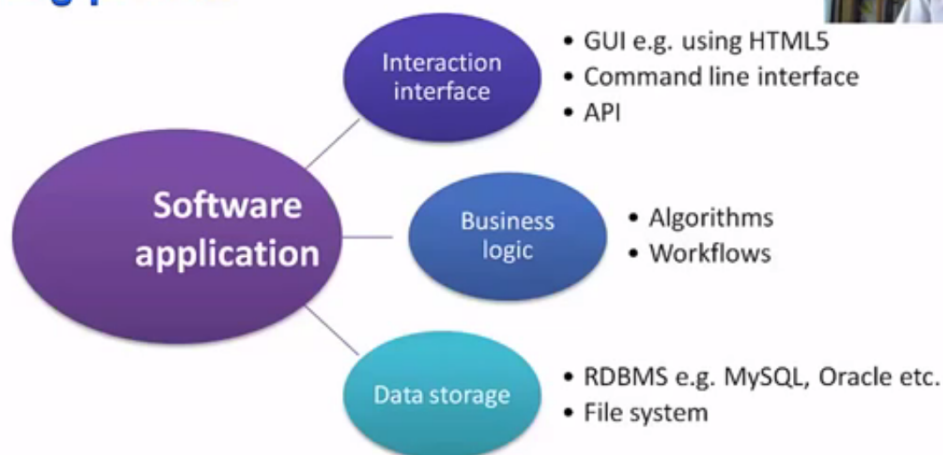 Interaction
interface
• GUI e.g. using HTML5
• Command line interface
• API
Software
application
Business
logic
• Algorithms
• Workflows
Data storage
• RDBMS e.g. MySQL, Oracle etc.
• File system